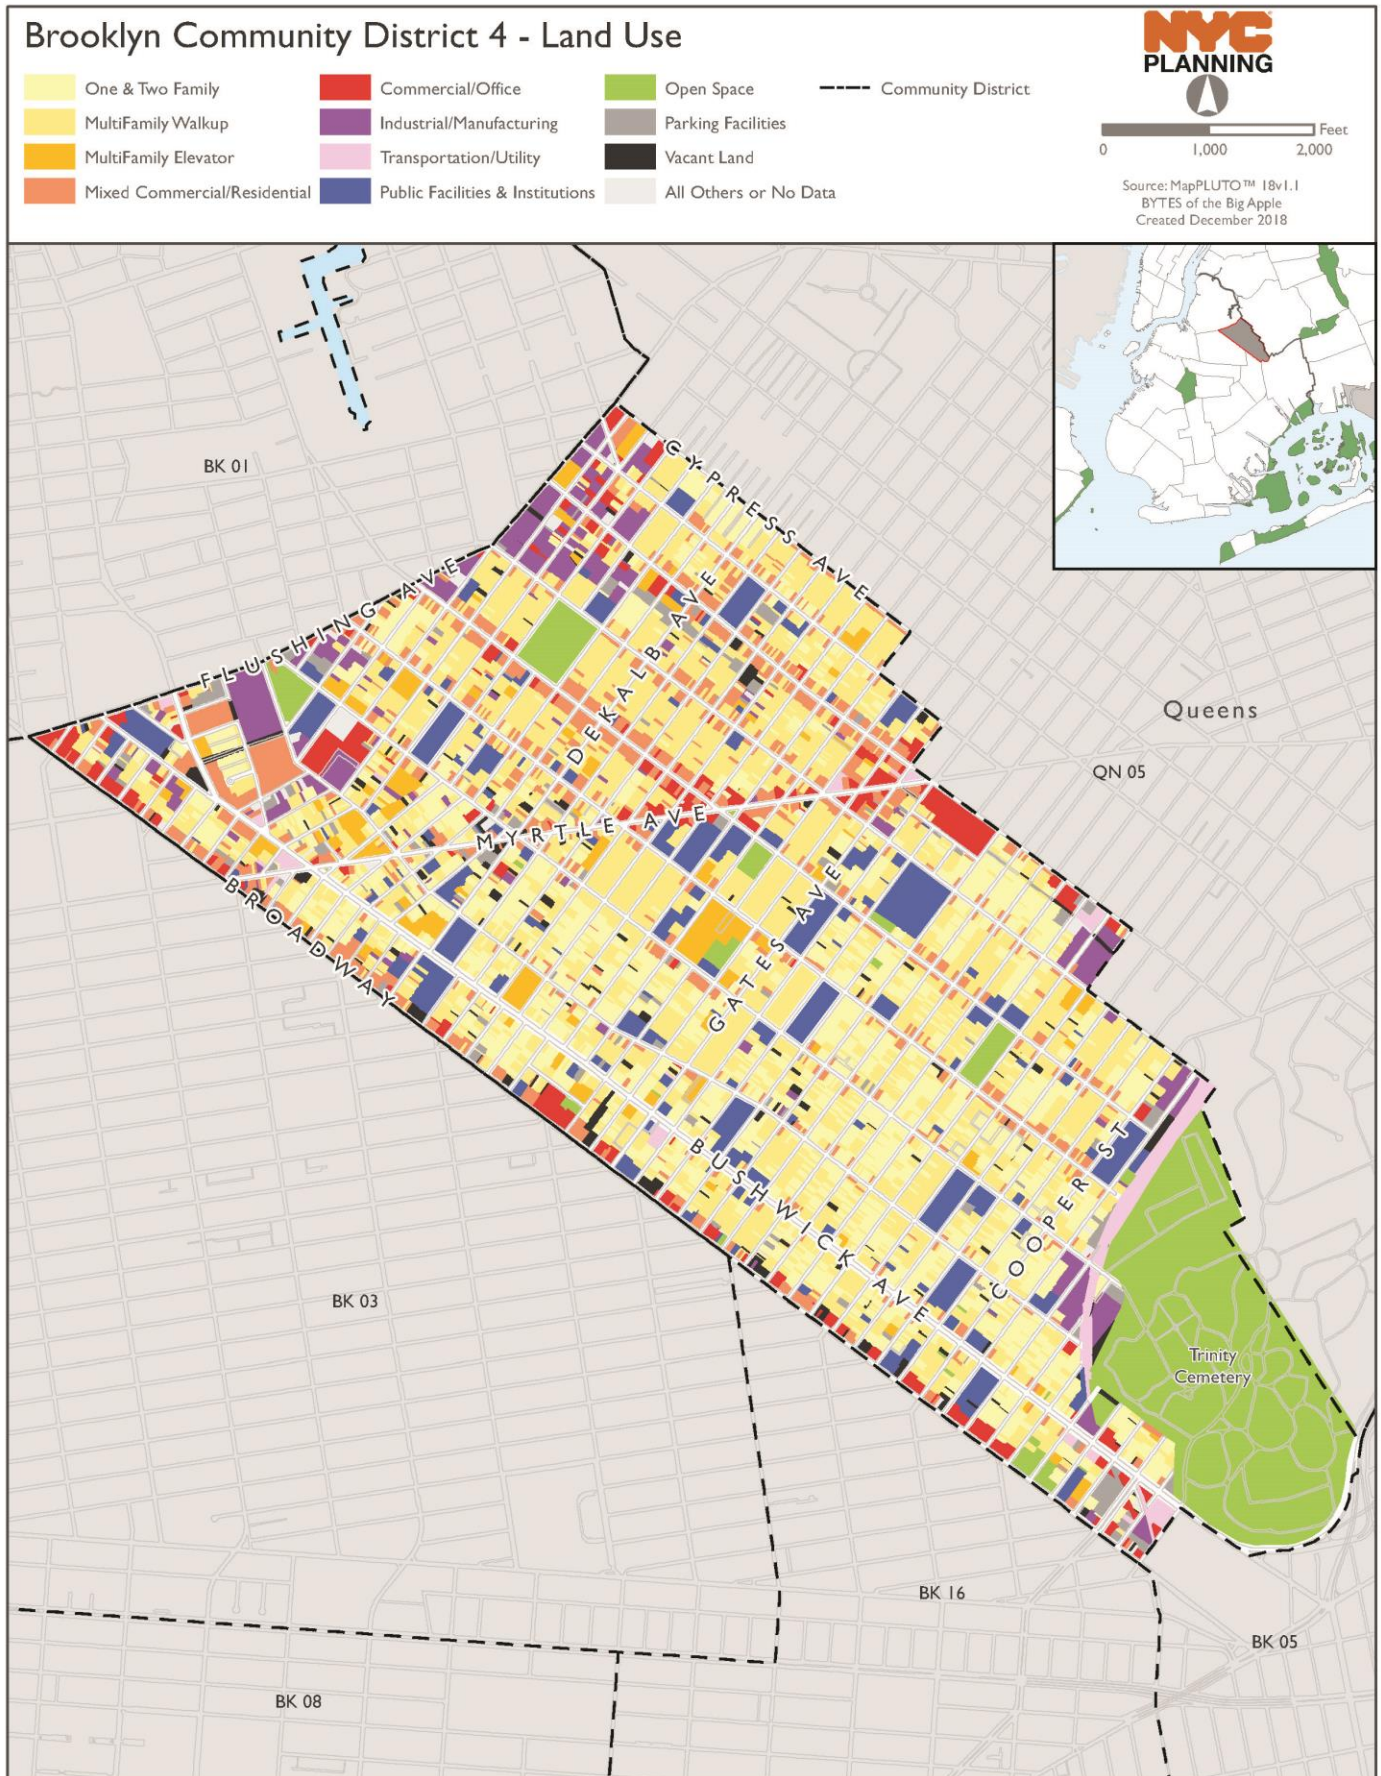 Brooklyn Community District 4 - Land Use
One & Two Family
MultiFamily Walkup
MultiFamily Elevator
Mixed Commercial/Residential
Commercial/Office
Industrial/Manufacturing
Transportation/Utility
Public Facilities & Institutions
Open Space
Parking Facilities
Vacant Land
All Others or No Data
Community District
NYC
PLANNING
Feet
0 1,000 2,000
Source: MapPLUTO™ 18v1.1
BYTES of the Big Apple
Created December 2018
BK 01
CYPRESS AVE
FLUSHING AVE
DEKALB AVE
Queens
QN 05
MYRTLE AVE
BROADWAY
GATES AVE
BUSHWICK AVE
COOPER ST
BK 03
Trinity
Cemetery
BK 16
BK 05
BK 08